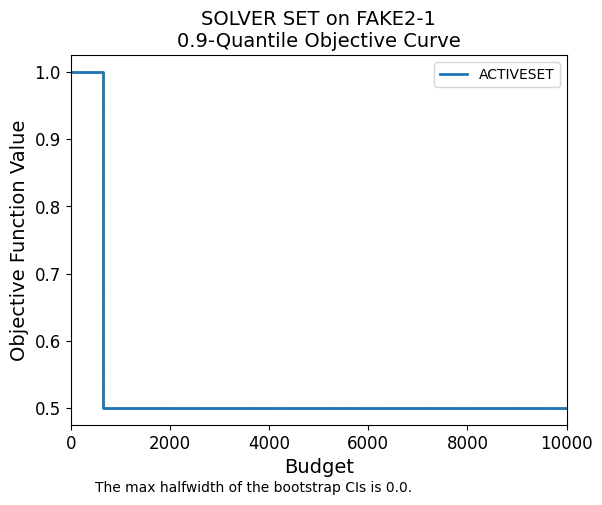 SOLVER SET on FAKE2-1
0.9-Quantile Objective Curve
ACTIVESET
Objective Function Value
1.0
0.9
0.8
0.7
0.6
0.5
0 2000 4000 6000 8000 10000
Budget
The max halfwidth of the bootstrap CIs is 0.0.